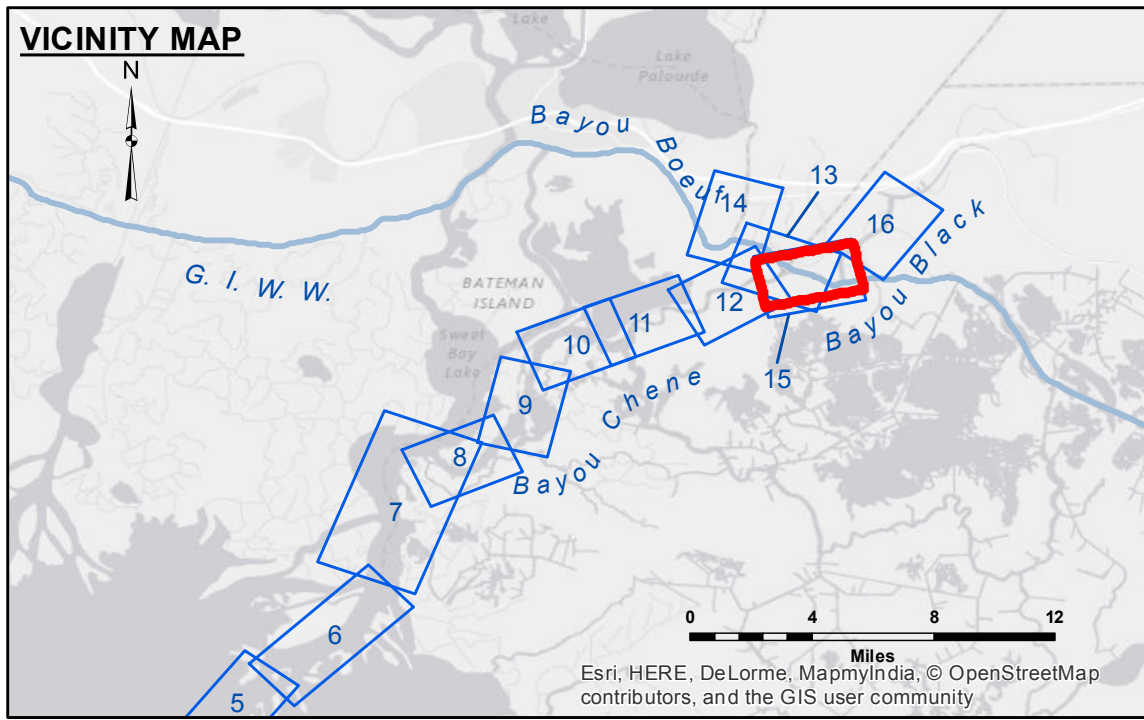 VICINITY MAP
N
Lake
Lake
Palourde
Bayou
Boeuf
13
14
16
G. I. W. W.
BATEMAN
ISLAND
Bayou Black
12
11
10
Sweet
Bay
Lake
15
9
Bayou Chene
8
7
6
5
0 4 8 12
Miles
Esri, HERE, DeLorme, MapmyIndia, © OpenStreetMap
contributors, and the GIS user community